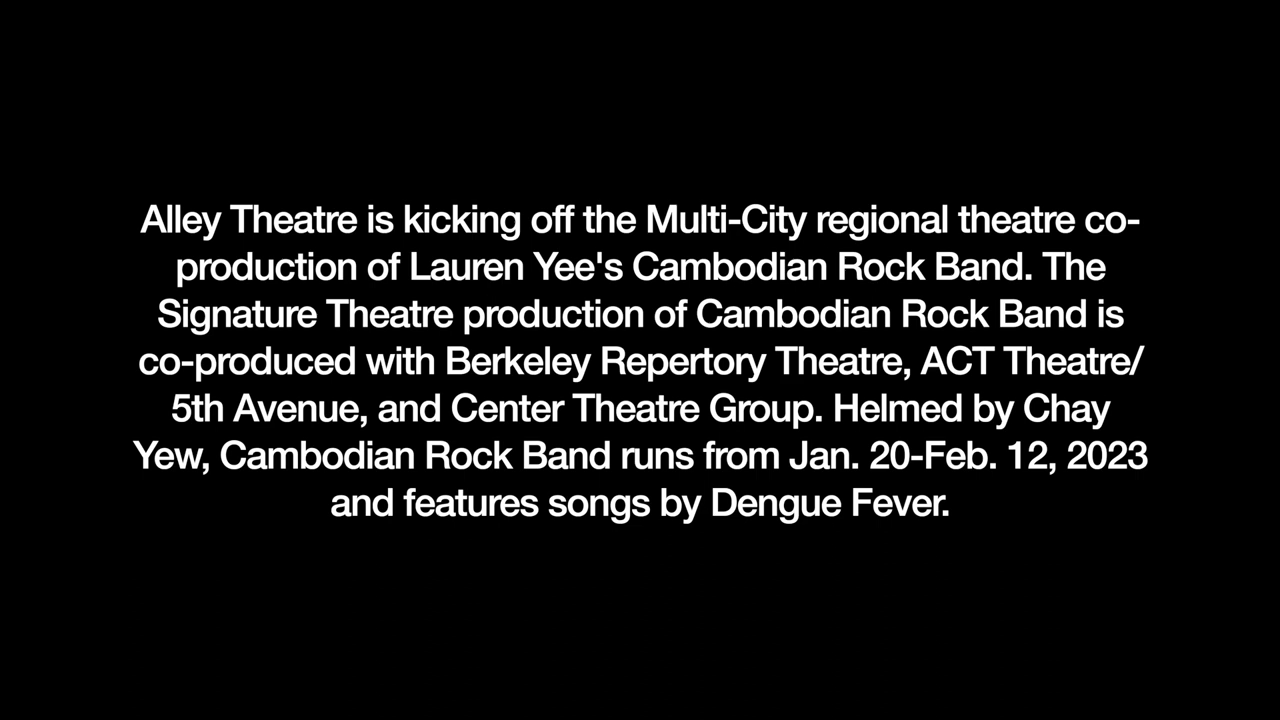 Alley Theatre is kicking off the Multi-City regional theatre co-
production of Lauren Yee's Cambodian Rock Band. The
Signature Theatre production of Cambodian Rock Band is
co-produced with Berkeley Repertory Theatre, ACT Theatre/
5th Avenue, and Center Theatre Group. Helmed by Chay
Yew, Cambodian Rock Band runs from Jan. 20-Feb. 12, 2023
and features songs by Dengue Fever.